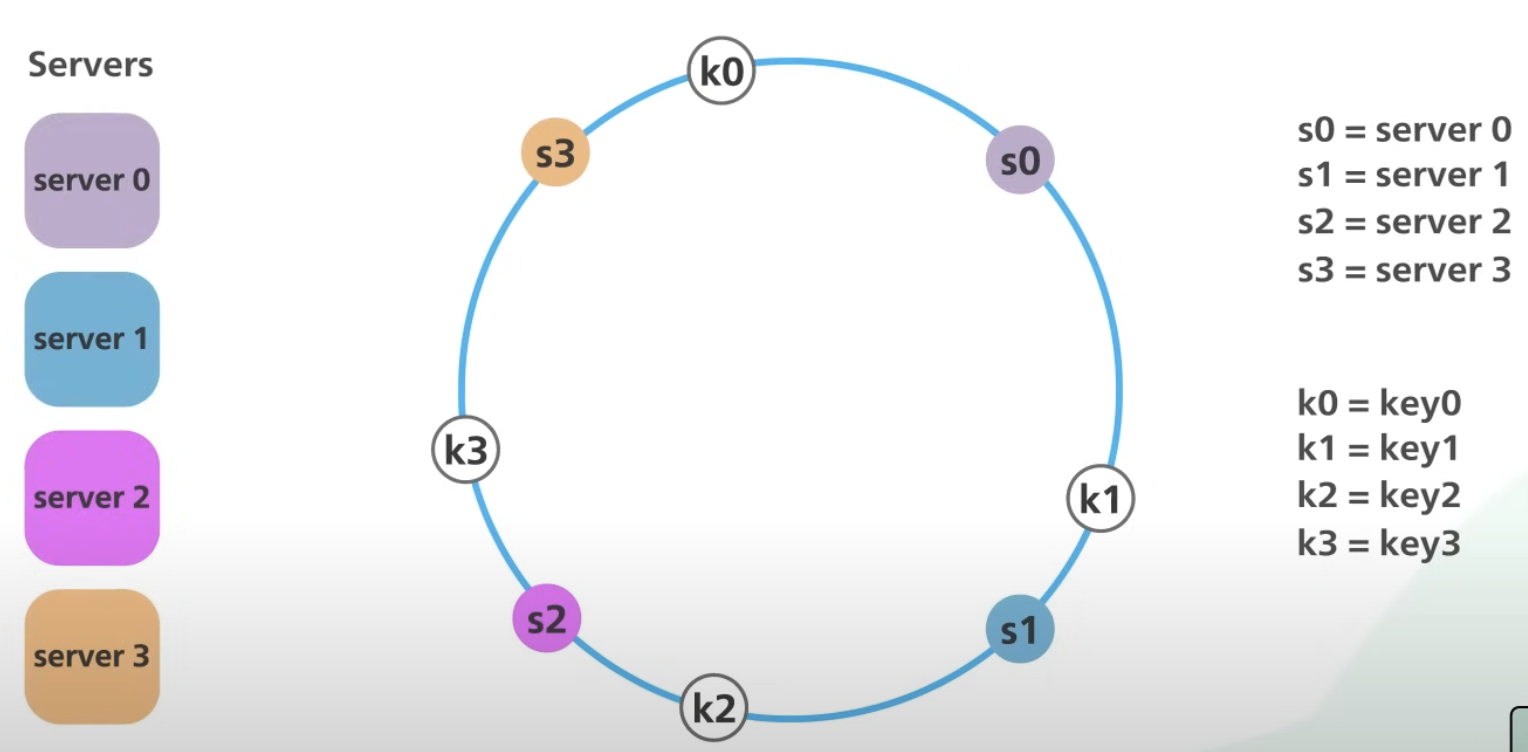 Servers
server 0
server 1
server 2
server 3
k0
s3
s0
k3
k1
s2
s1
k2
s0 = server 0
s1 = server 1
s2 = server 2
s3 = server 3
k0 = key0
k1 = key1
k2 = key2
k3 = key3